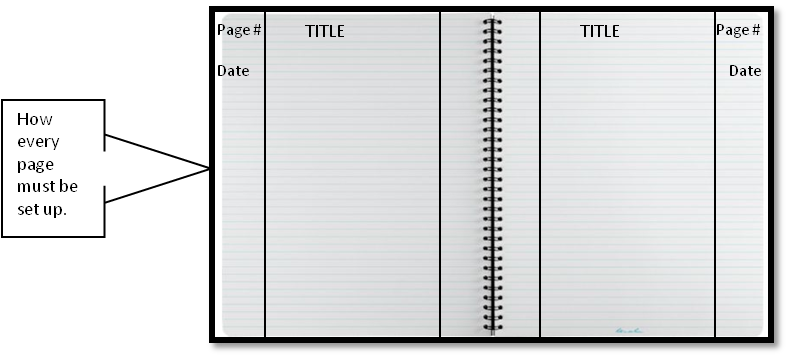 Page #
TITLE
TITLE
Page #
Date
Date
How
every
page
must be
set up.